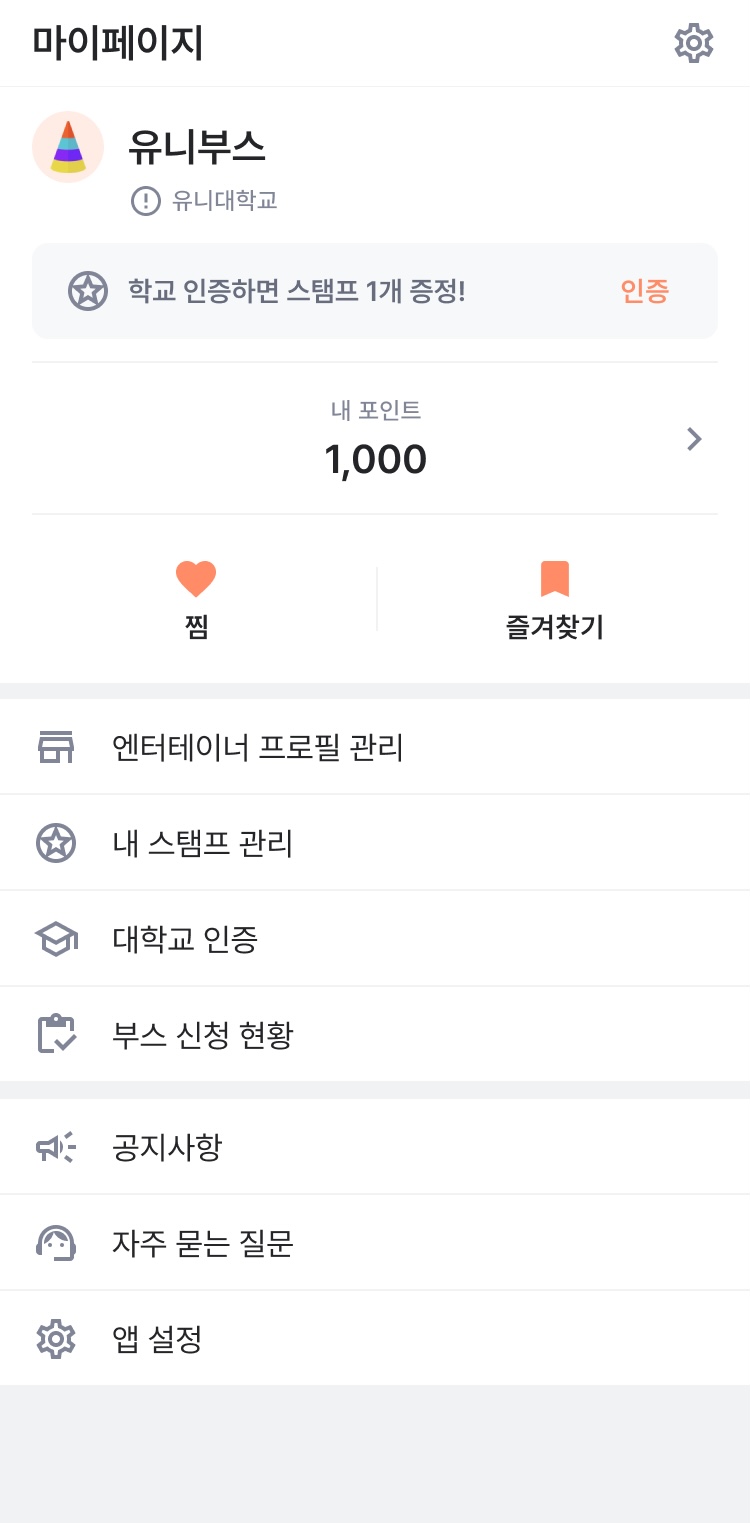 마이페이지
유니부스
유니대학교
학교 인증하면 스탬프 1개 증정! 인증
내 포인트
1,000
찜 즐겨찾기
엔터테이너 프로필 관리
내 스탬프 관리
대학교 인증
부스 신청 현황
공지사항
자주 묻는 질문
앱 설정